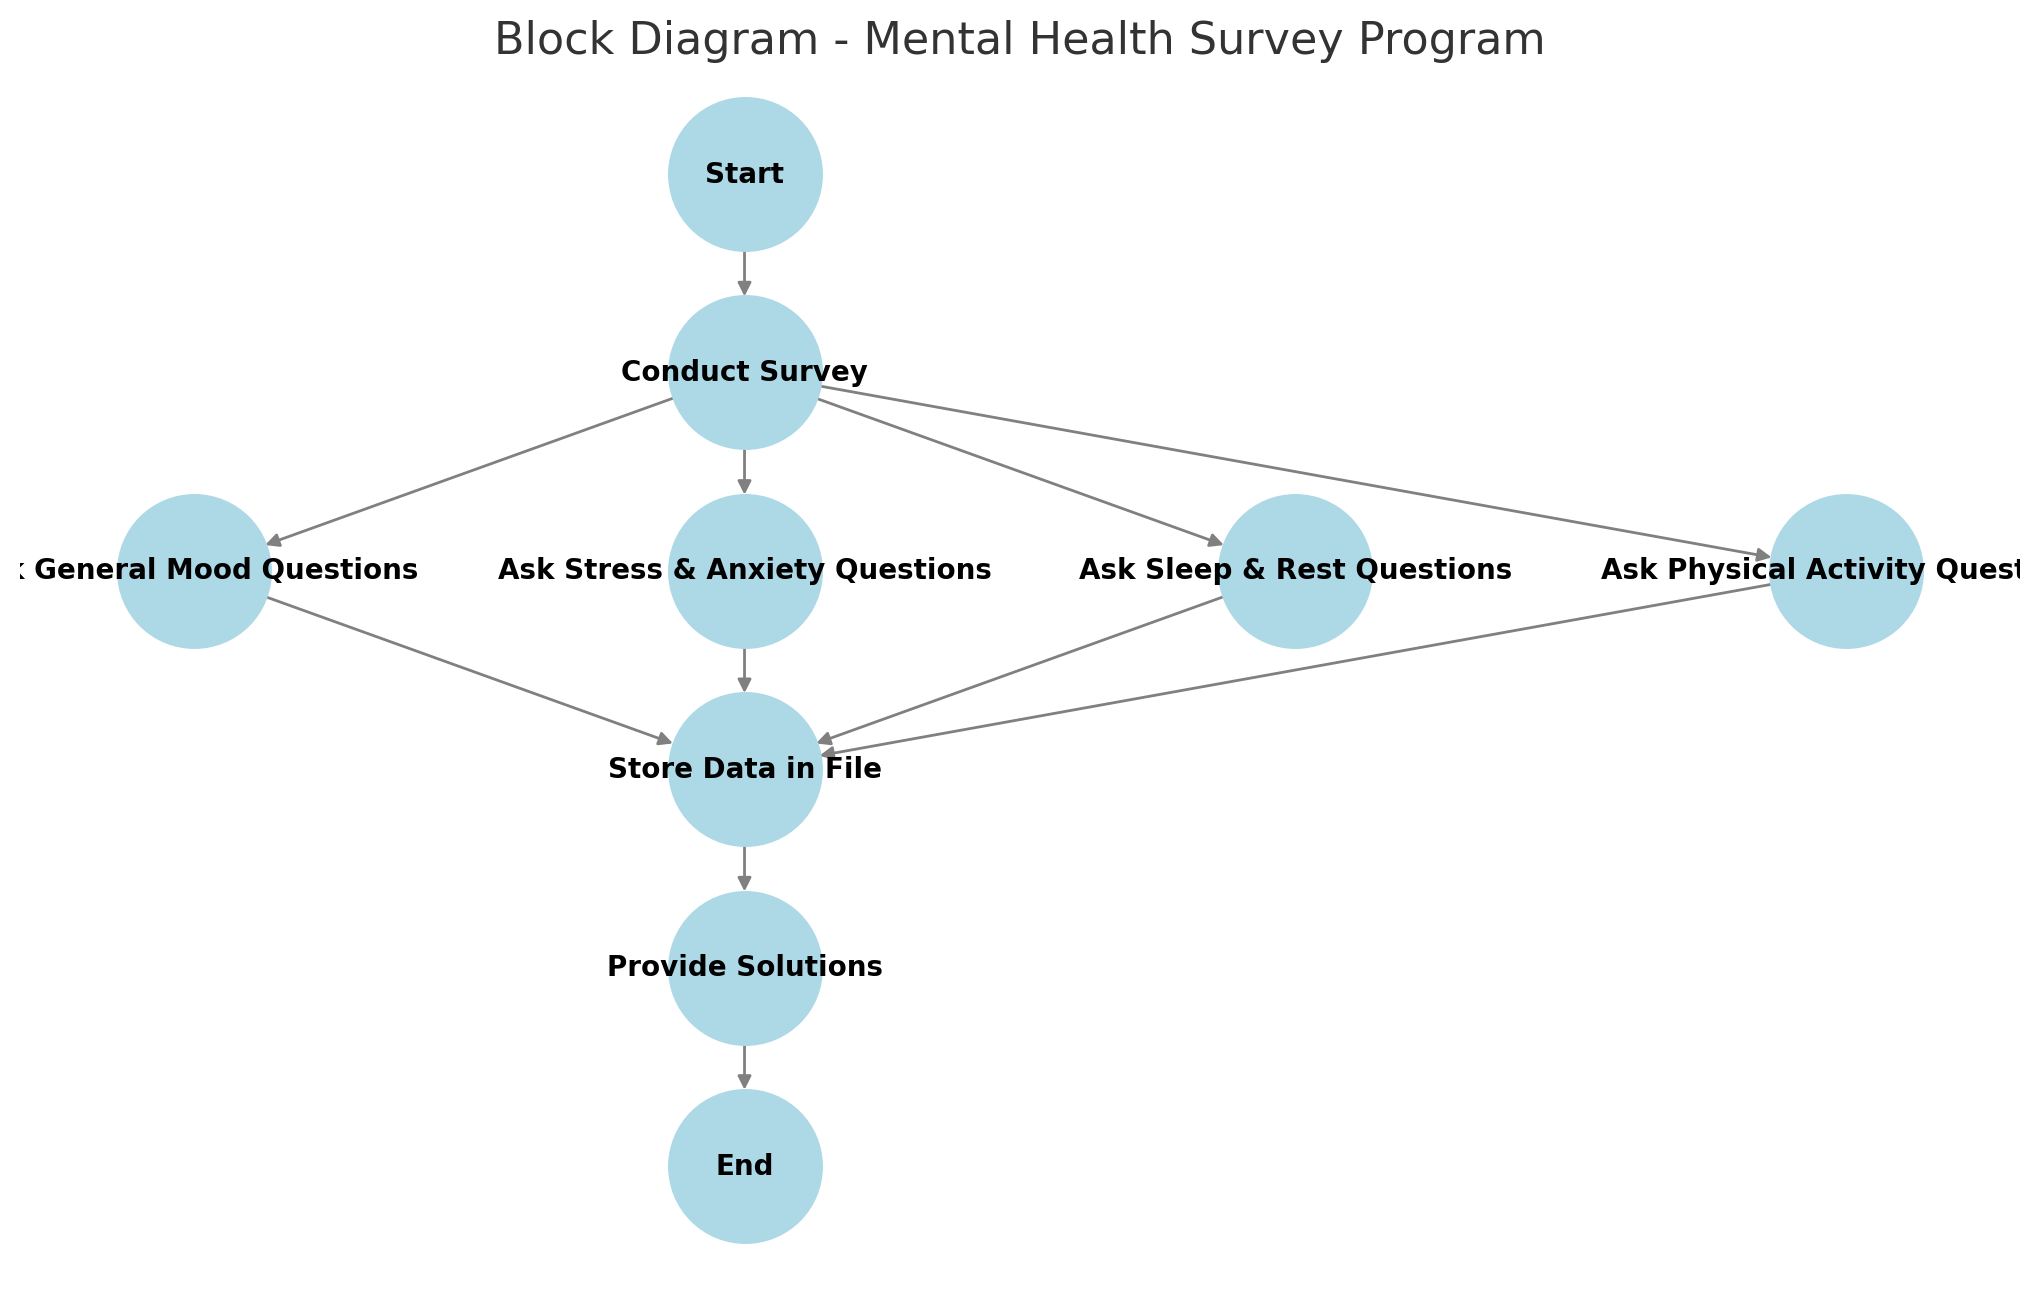 Block Diagram - Mental Health Survey Program
Start
Conduct Survey
General Mood Questions
Ask Stress & Anxiety Questions
Ask Sleep & Rest Questions
Ask Physical Activity
Store Data in File
Provide Solutions
End